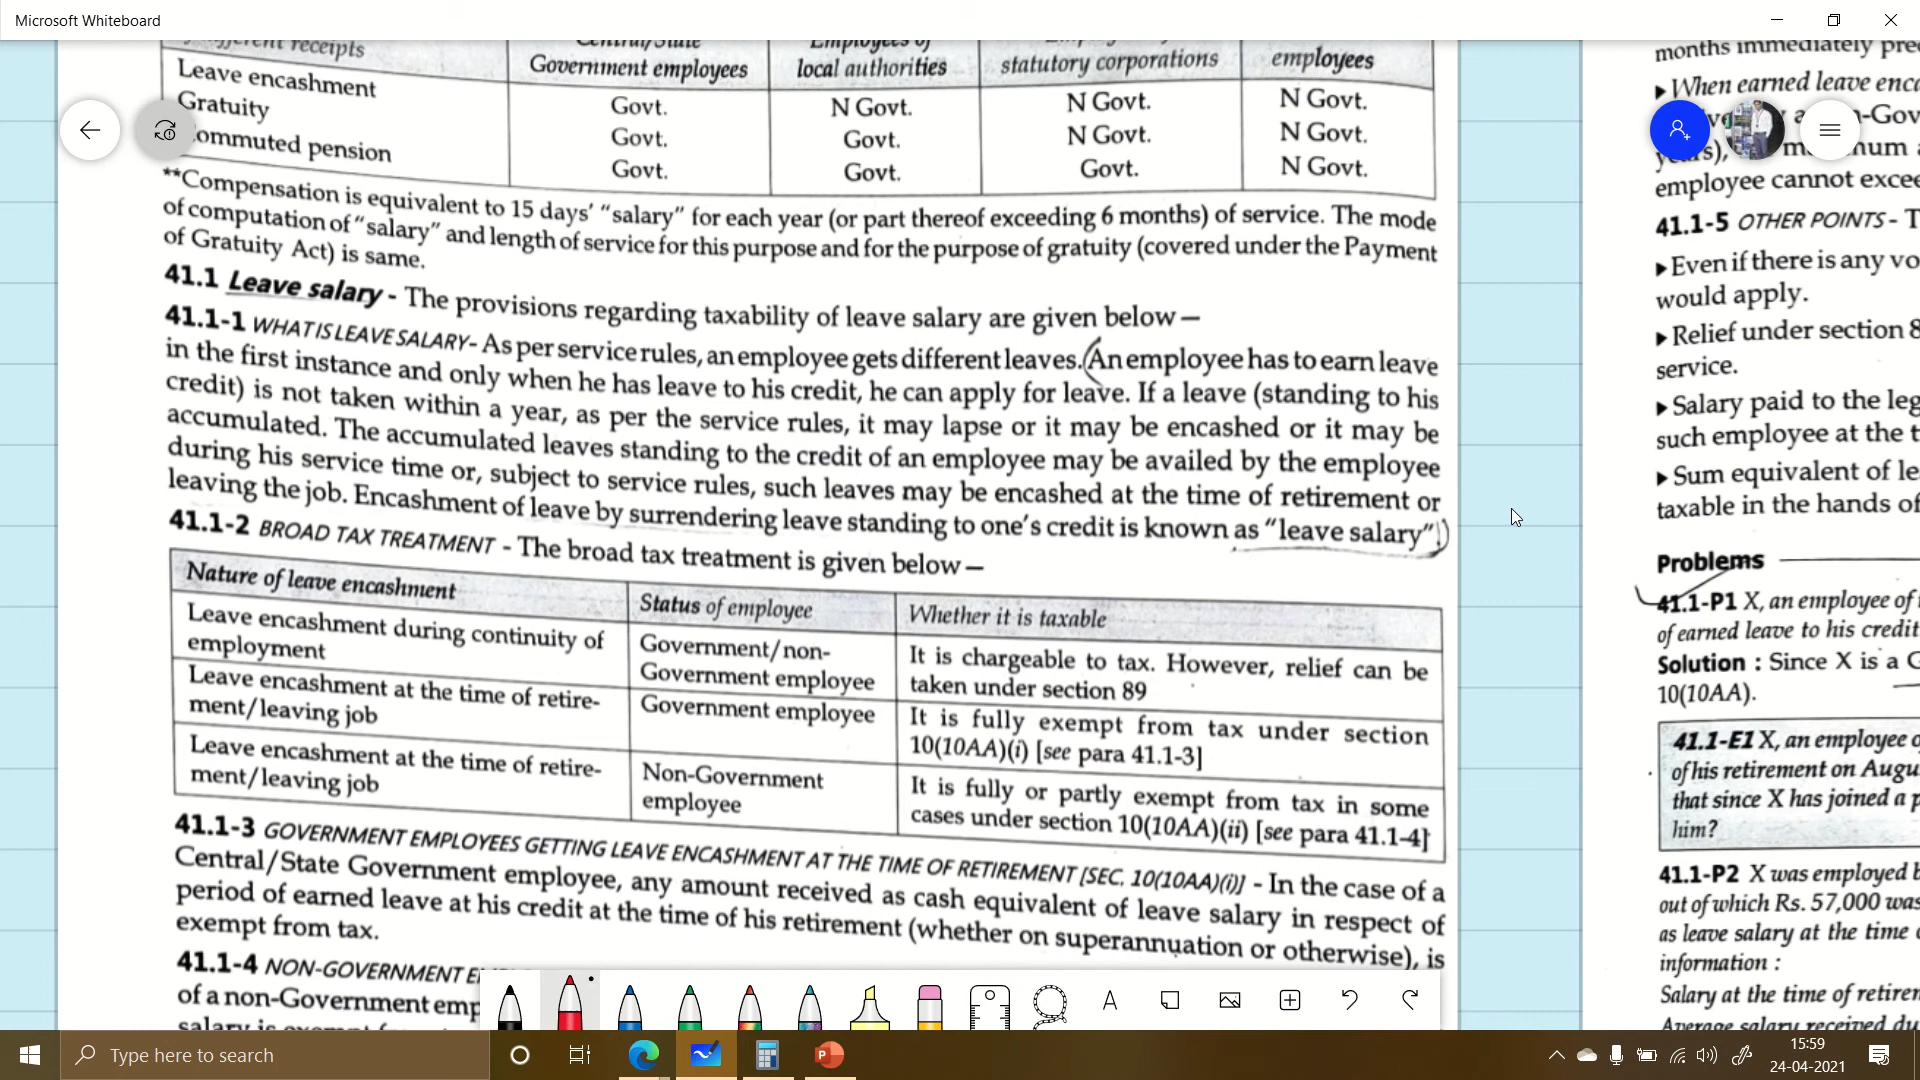 Microsoft Whiteboard
different receipts
Central/State
Government employees
Employees of
local authorities
statutory corporations
employees
Leave encashment
Govt.
N Govt.
N Govt.
N Govt.
Gratuity
Govt.
Govt.
N Govt.
N Govt.
ommuted pension
Govt.
Govt.
Govt.
N Govt.
**Compensation is equivalent to 15 days' "salary" for each year (or part thereof exceeding 6 months) of service. The mode
of computation of "salary" and length of service for this purpose and for the purpose of gratuity (covered under the Payment
of Gratuity Act) is same.
41.1 Leave salary - The provisions regarding taxability of leave salary are given below —
41.1-1 WHAT IS LEAVE SALARY - As per service rules, an employee gets different leaves. An employee has to earn leave
in the first instance and only when he has leave to his credit, he can apply for leave. If a leave (standing to his
credit) is not taken within a year, as per the service rules, it may lapse or it may be encashed or it may be
accumulated. The accumulated leaves standing to the credit of an employee may be availed by the employee
during his service time or, subject to service rules, such leaves may be encashed at the time of retirement or
leaving the job. Encashment of leave by surrendering leave standing to one's credit is known as "leave salary".
41.1-2 BROAD TAX TREATMENT - The broad tax treatment is given below —
Nature of leave encashment
Status of employee
Whether it is taxable
Leave encashment during continuity of
employment
Government/non-
Government employee
It is chargeable to tax. However, relief can be
taken under section 89
Leave encashment at the time of retire-
ment/leaving job
Government employee
It is fully exempt from tax under section
10(10AA)(i) [see para 41.1-3]
Leave encashment at the time of retire-
ment/leaving job
Non-Government
employee
It is fully or partly exempt from tax in some
cases under section 10(10AA)(ii) [see para 41.1-4]
41.1-3 GOVERNMENT EMPLOYEES GETTING LEAVE ENCASHMENT AT THE TIME OF RETIREMENT [SEC. 10(10AA)(i)] - In the case of a
Central/State Government employee, any amount received as cash equivalent of leave salary in respect of
period of earned leave at his credit at the time of his retirement (whether on superannuation or otherwise), is
exempt from tax.
41.1-4 NON-GOVERNMENT
of a non-Government emp
months immediately pre
▸ When earned leave enca
-Gov
employee cannot excee
41.1-5 OTHER POINTS - T
▸ Even if there is any vo
would apply.
▸ Relief under section 8
service.
▸ Salary paid to the leg
such employee at the t
▸ Sum equivalent of le
taxable in the hands of
Problems
41.1-P1 X, an employee of
of earned leave to his credit
Solution : Since X is a G
10(10AA).
41.1-E1 X, an employee o
of his retirement on Augu
that since X has joined a p
him?
41.1-P2 X was employed b
out of which Rs. 57,000 was
as leave salary at the time o
information :
Salary at the time of retirem
Average salary received du
Type here to search
15:59
24-04-2021